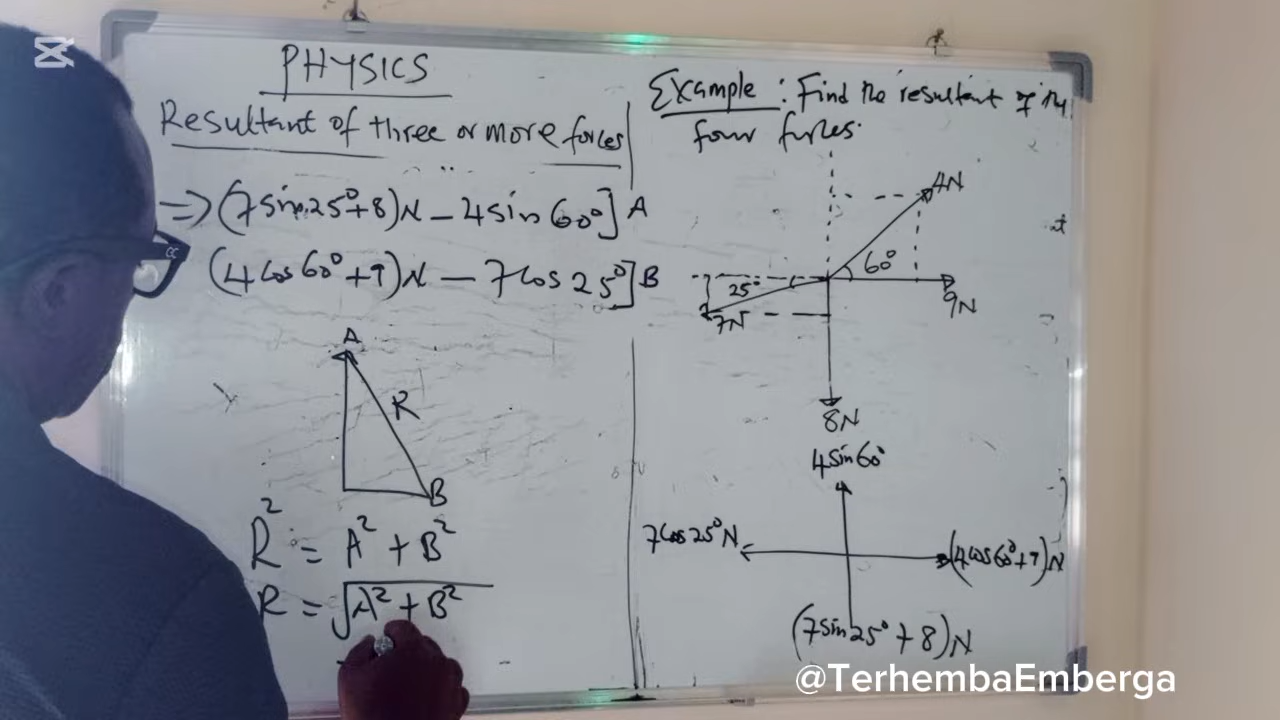 PHYSICS
Resultant of three or more forces
=> (7sin25°+8)N - 4sin60°] A
(4cos60°+9)N - 7cos25°] B
A
R
B
R² = A² + B²
R = √A² + B²
Example : Find the resultant of the
four forces.
4N
60°
25°
9N
7N
8N
4sin60°
7cos25°N
(4cos60°+9)N
(7sin25°+8)N
@TerhembaEmberga